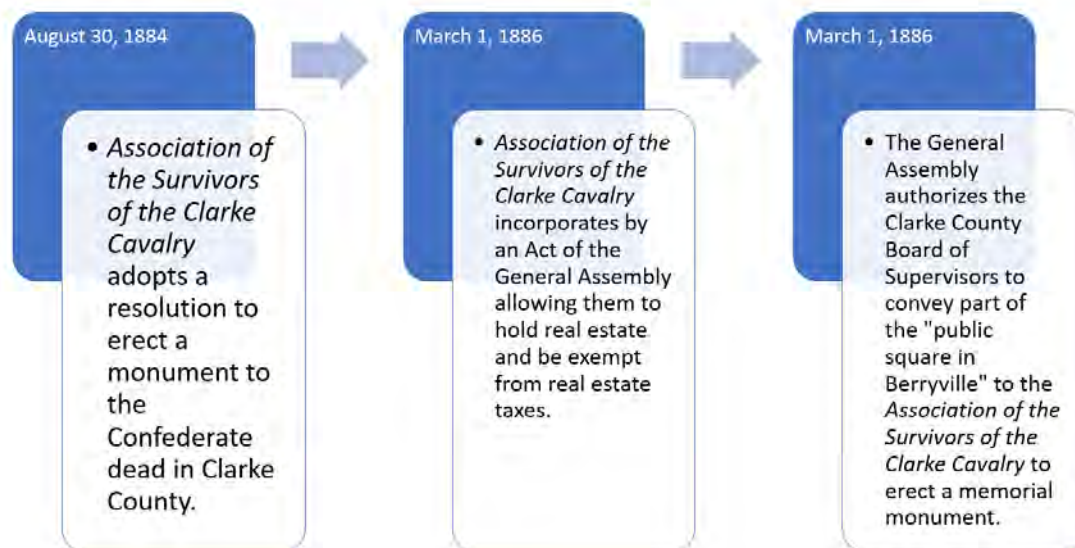 August 30, 1884
• Association of
the Survivors
of the Clarke
Cavalry
adopts a
resolution to
erect a
monument to
the
Confederate
dead in Clarke
County.
March 1, 1886
• Association of the
Survivors of the
Clarke Cavalry
incorporates by
an Act of the
General Assembly
allowing them to
hold real estate
and be exempt
from real estate
taxes.
March 1, 1886
• The General
Assembly
authorizes the
Clarke County
Board of
Supervisors to
convey part of
the "public
square in
Berryville" to the
Association of the
Survivors of the
Clarke Cavalry to
erect a memorial
monument.